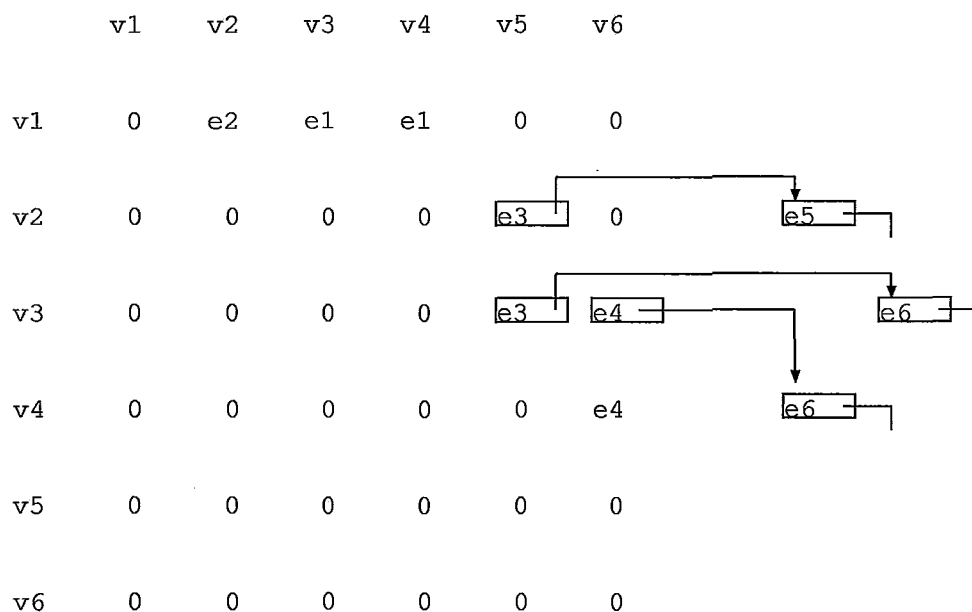 v1 v2 v3 v4 v5 v6
v1 0 e2 e1 e1 0 0
v2 0 0 0 0 e3 0 e5
v3 0 0 0 0 e3 e4 e6
v4 0 0 0 0 0 e4 e6
v5 0 0 0 0 0 0
v6 0 0 0 0 0 0